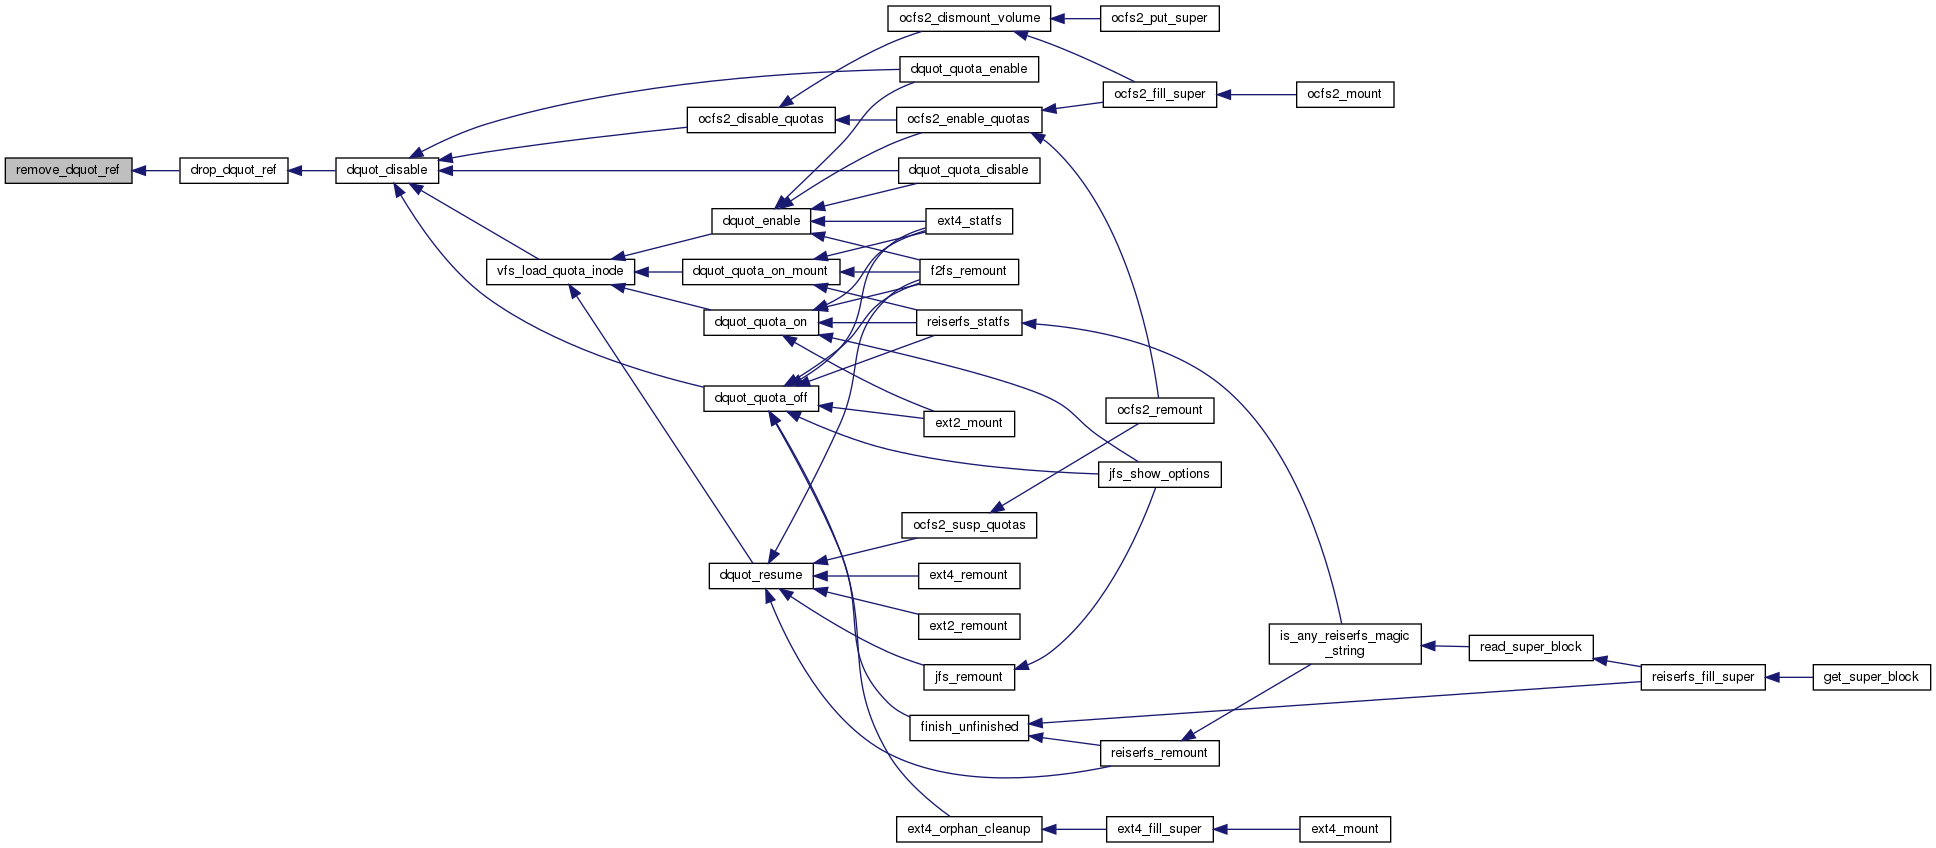 ocfs2_dismount_volume
ocfs2_put_super
dquot_quota_enable
ocfs2_fill_super
ocfs2_mount
ocfs2_disable_quotas
ocfs2_enable_quotas
remove_dquot_ref
drop_dquot_ref
dquot_disable
dquot_quota_disable
dquot_enable
ext4_statfs
vfs_load_quota_inode
dquot_quota_on_mount
f2fs_remount
dquot_quota_on
reiserfs_statfs
dquot_quota_off
ocfs2_remount
ext2_mount
jfs_show_options
ocfs2_susp_quotas
dquot_resume
ext4_remount
ext2_remount
is_any_reiserfs_magic
_string
read_super_block
jfs_remount
reiserfs_fill_super
get_super_block
finish_unfinished
reiserfs_remount
ext4_orphan_cleanup
ext4_fill_super
ext4_mount